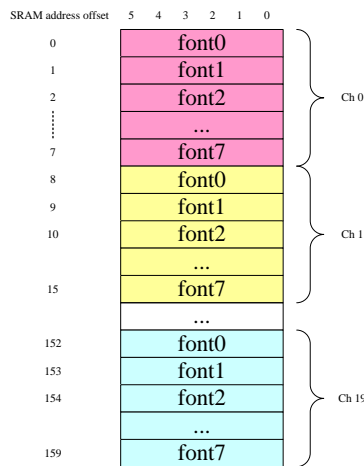 SRAM address offset 5 4 3 2 1 0
0 font0
1 font1
2 font2
...
7 font7
Ch 0
8 font0
9 font1
10 font2
...
15 font7
Ch 1
...
152 font0
153 font1
154 font2
...
159 font7
Ch 19